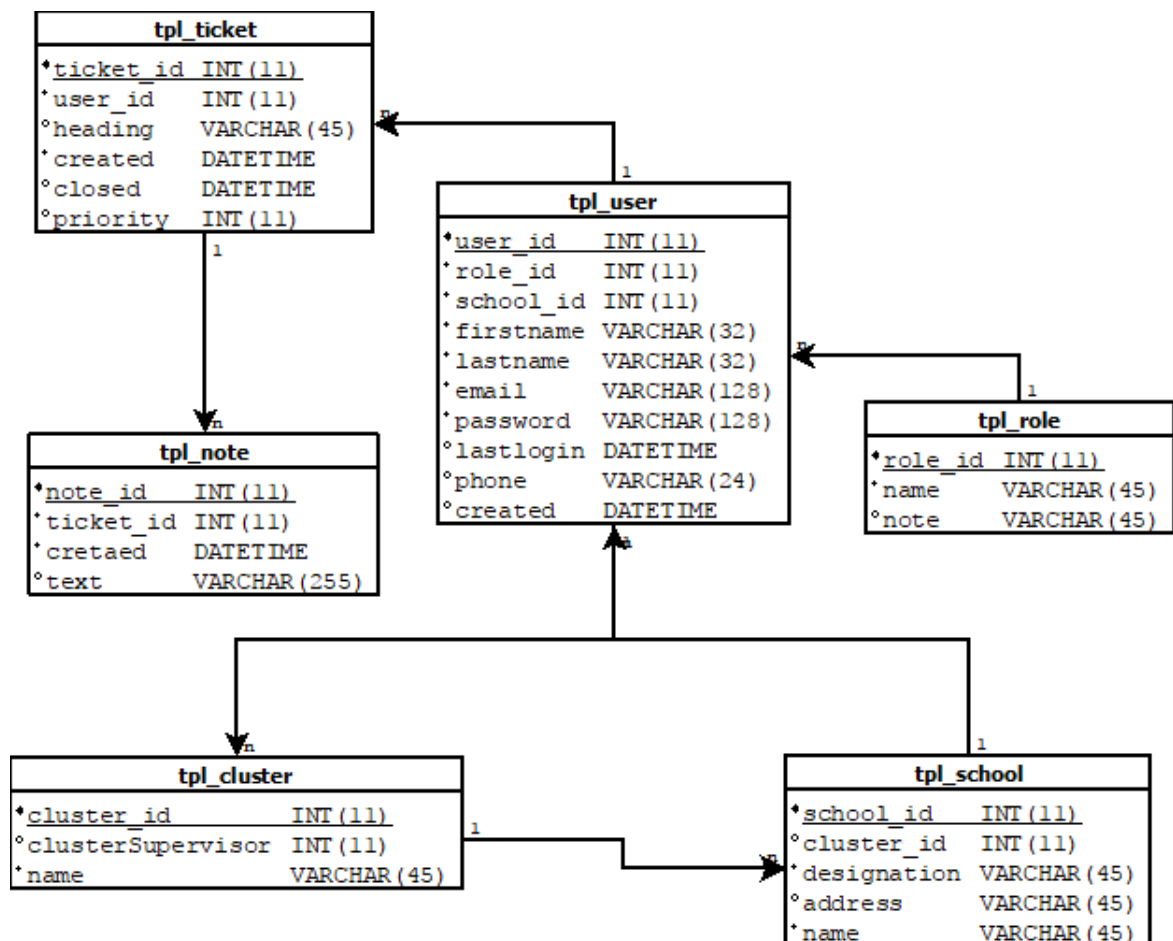 tpl_ticket
ticket_id INT(11)
user_id INT(11)
heading VARCHAR(45)
created DATETIME
closed DATETIME
priority INT(11)
n
1
1
tpl_user
user_id INT(11)
role_id INT(11)
school_id INT(11)
firstname VARCHAR(32)
lastname VARCHAR(32)
email VARCHAR(128)
password VARCHAR(128)
lastlogin DATETIME
phone VARCHAR(24)
created DATETIME
n
1
tpl_role
role_id INT(11)
name VARCHAR(45)
note VARCHAR(45)
n
tpl_note
note_id INT(11)
ticket_id INT(11)
cretaed DATETIME
text VARCHAR(255)
n
tpl_cluster
cluster_id INT(11)
clusterSupervisor INT(11)
name VARCHAR(45)
1
1
tpl_school
school_id INT(11)
cluster_id INT(11)
designation VARCHAR(45)
address VARCHAR(45)
name VARCHAR(45)
n